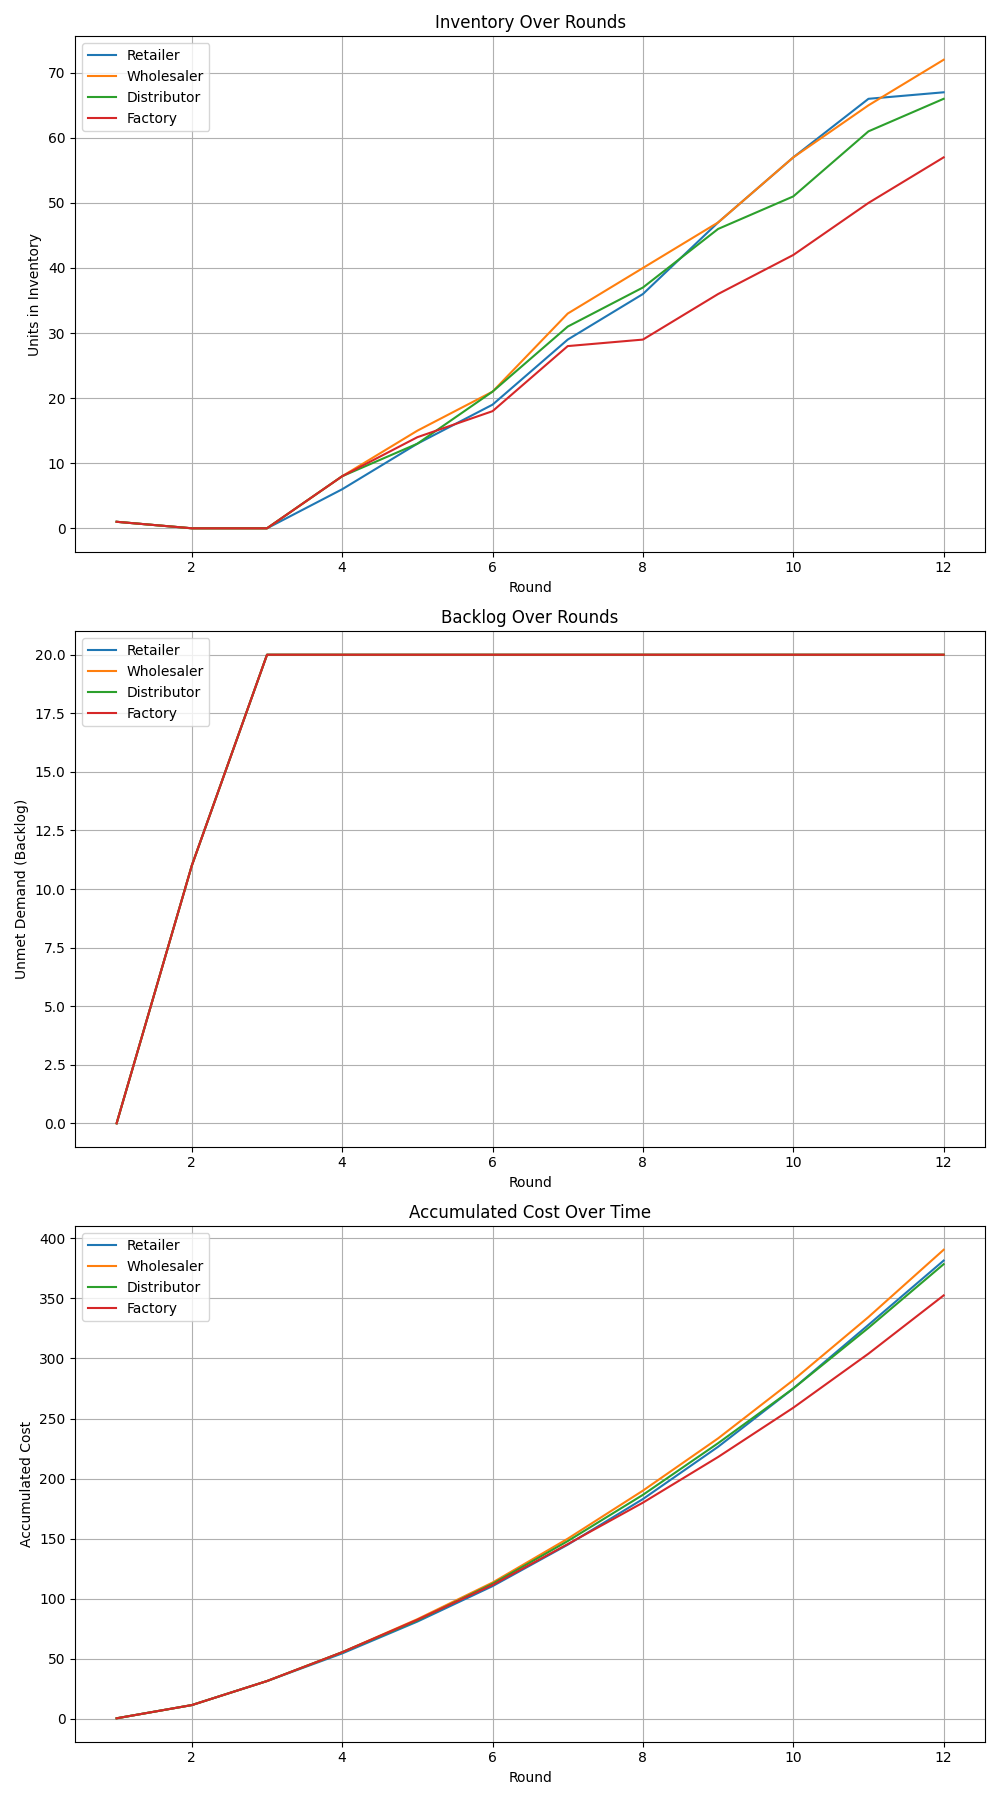 Inventory Over Rounds
Retailer
Wholesaler
Distributor
Factory
70
60
50
40
30
20
10
0
Units in Inventory
2 4 6 8 10 12
Round
Backlog Over Rounds
Retailer
Wholesaler
Distributor
Factory
20.0
17.5
15.0
12.5
10.0
7.5
5.0
2.5
0.0
Unmet Demand (Backlog)
2 4 6 8 10 12
Round
Accumulated Cost Over Time
Retailer
Wholesaler
Distributor
Factory
400
350
300
250
200
150
100
50
0
Accumulated Cost
2 4 6 8 10 12
Round